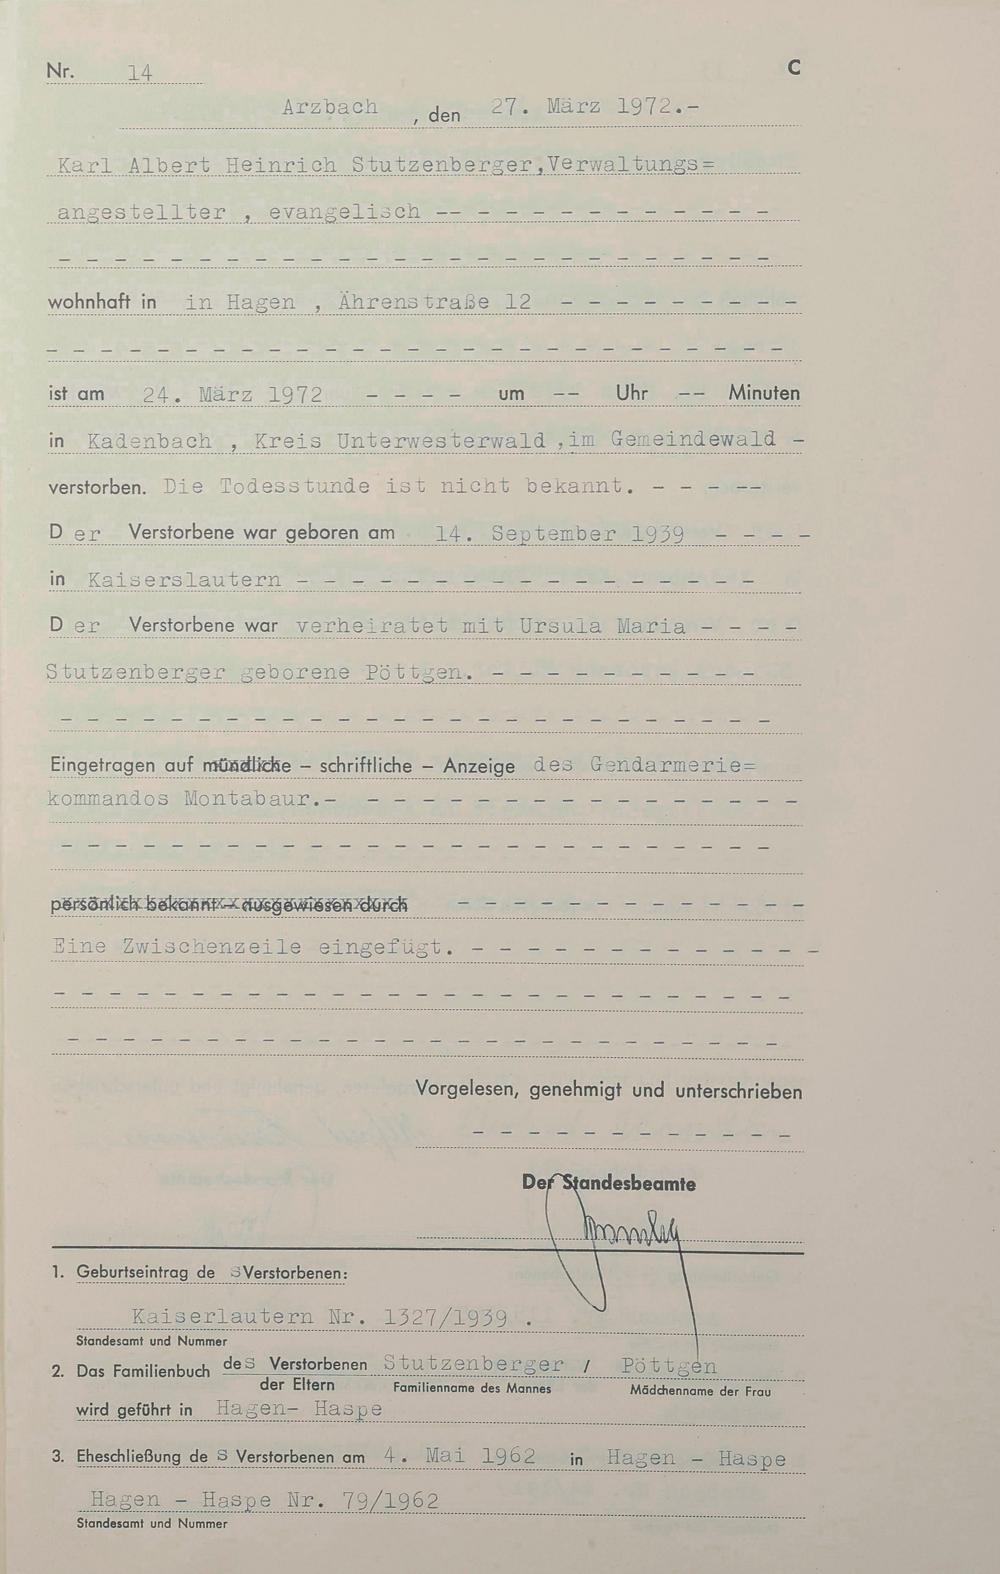 Nr. 14 C
Arzbach , den 27. März 1972.-
Karl Albert Heinrich Stutzenberger,Verwaltungs=
angestellter , evangelisch -- - - - - - - - - - - - -
- - - - - - - - - - - - - - - - - - - - - - - - - -
wohnhaft in in Hagen , Ährenstraße 12 - - - - - - - - -
- - - - - - - - - - - - - - - - - - - - - - - - - - -
ist am 24. März 1972 - - - - um -- Uhr -- Minuten
in Kadenbach , Kreis Unterwesterwald ,im Gemeindewald -
verstorben. Die Todesstunde ist nicht bekannt. - - - --
D er Verstorbene war geboren am 14. September 1939 - - - -
in Kaiserslautern - - - - - - - - - - - - - - - - -
D er Verstorbene war verheiratet mit Ursula Maria - - - -
Stutzenberger geborene Pöttgen. - - - - - - - - - -
- - - - - - - - - - - - - - - - - - - - - - - - - -
Eingetragen auf mündliche - schriftliche - Anzeige des Gendarmerie=
kommandos Montabaur.- - - - - - - - - - - - - - - - -
- - - - - - - - - - - - - - - - - - - - - - - - - -
persönlich bekannt - ausgewiesen durch - - - - - - - - - - - - -
Eine Zwischenzeile eingefügt. - - - - - - - - - - - - -
- - - - - - - - - - - - - - - - - - - - - - - - - - -
- - - - - - - - - - - - - - - - - - - - - - - - - -
Vorgelesen, genehmigt und unterschrieben
- - - - - - - - - - - -
Der Standesbeamte
1. Geburtseintrag de s Verstorbenen:
Kaiserlautern Nr. 1327/1939 .
Standesamt und Nummer
2. Das Familienbuch des Verstorbenen Stutzenberger / Pöttgen
der Eltern Familienname des Mannes Mädchenname der Frau
wird geführt in Hagen- Haspe
3. Eheschließung de s Verstorbenen am 4. Mai 1962 in Hagen - Haspe
Hagen - Haspe Nr. 79/1962
Standesamt und Nummer